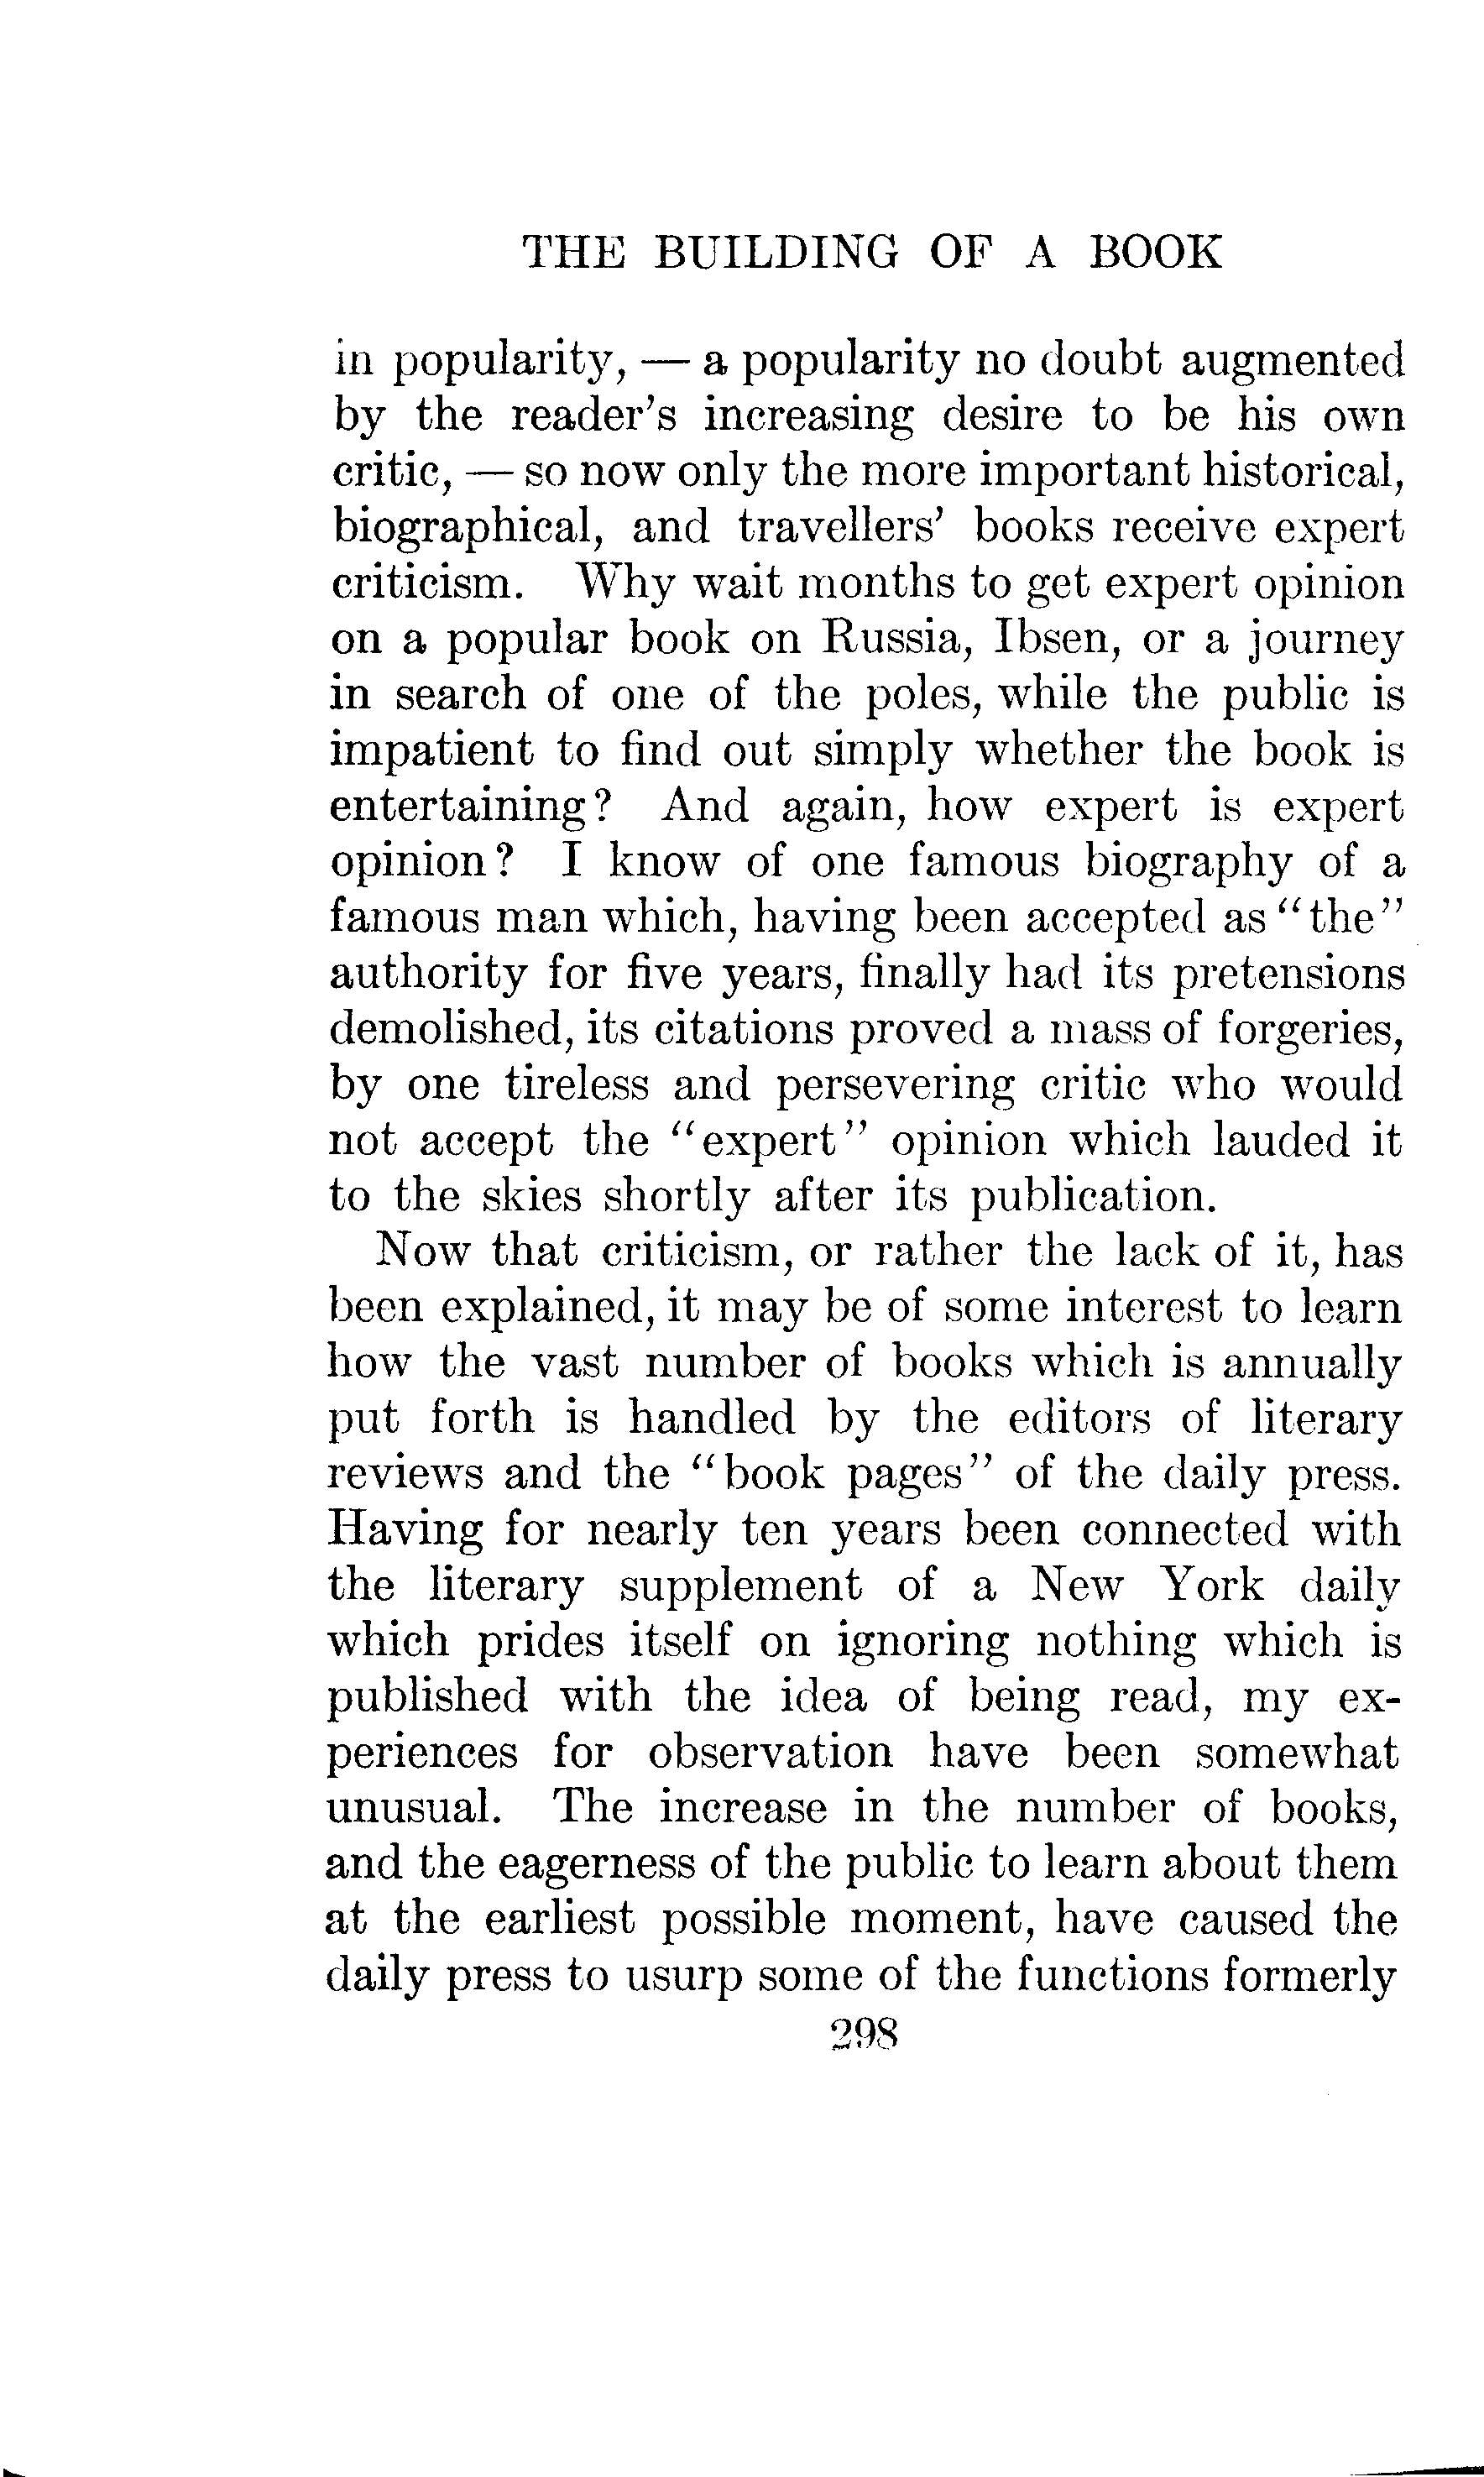 THE BUILDING OF A BOOK
in popularity, — a popularity no doubt augmented
by the reader's increasing desire to be his own
critic, — so now only the more important historical,
biographical, and travellers' books receive expert
criticism. Why wait months to get expert opinion
on a popular book on Russia, Ibsen, or a journey
in search of one of the poles, while the public is
impatient to find out simply whether the book is
entertaining? And again, how expert is expert
opinion? I know of one famous biography of a
famous man which, having been accepted as "the"
authority for five years, finally had its pretensions
demolished, its citations proved a mass of forgeries,
by one tireless and persevering critic who would
not accept the "expert" opinion which lauded it
to the skies shortly after its publication.
Now that criticism, or rather the lack of it, has
been explained, it may be of some interest to learn
how the vast number of books which is annually
put forth is handled by the editors of literary
reviews and the "book pages" of the daily press.
Having for nearly ten years been connected with
the literary supplement of a New York daily
which prides itself on ignoring nothing which is
published with the idea of being read, my ex-
periences for observation have been somewhat
unusual. The increase in the number of books,
and the eagerness of the public to learn about them
at the earliest possible moment, have caused the
daily press to usurp some of the functions formerly
298